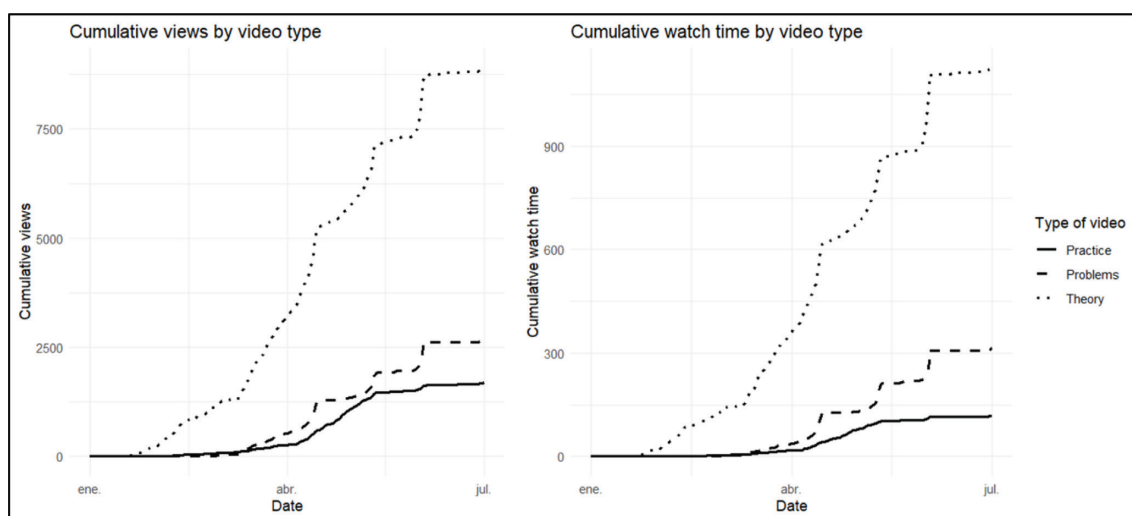 Cumulative views by video type
Cumulative views
7500
5000
2500
0
ene.
abr.
jul.
Date
Cumulative watch time by video type
Cumulative watch time
900
600
300
0
ene.
abr.
jul.
Date
Type of video
Practice
Problems
Theory